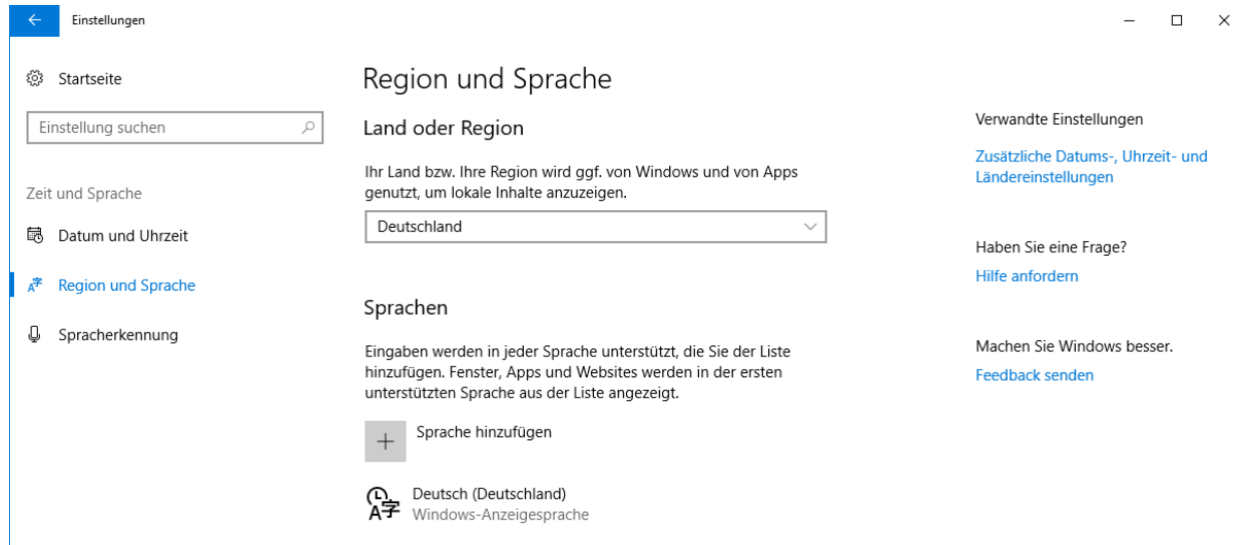 Einstellungen
Startseite
Einstellung suchen
Zeit und Sprache
Datum und Uhrzeit
Region und Sprache
Spracherkennung
Region und Sprache
Land oder Region
Ihr Land bzw. Ihre Region wird ggf. von Windows und von Apps
genutzt, um lokale Inhalte anzuzeigen.
Deutschland
Sprachen
Eingaben werden in jeder Sprache unterstützt, die Sie der Liste
hinzufügen. Fenster, Apps und Websites werden in der ersten
unterstützten Sprache aus der Liste angezeigt.
Sprache hinzufügen
Deutsch (Deutschland)
Windows-Anzeigesprache
Verwandte Einstellungen
Zusätzliche Datums-, Uhrzeit- und
Ländereinstellungen
Haben Sie eine Frage?
Hilfe anfordern
Machen Sie Windows besser.
Feedback senden